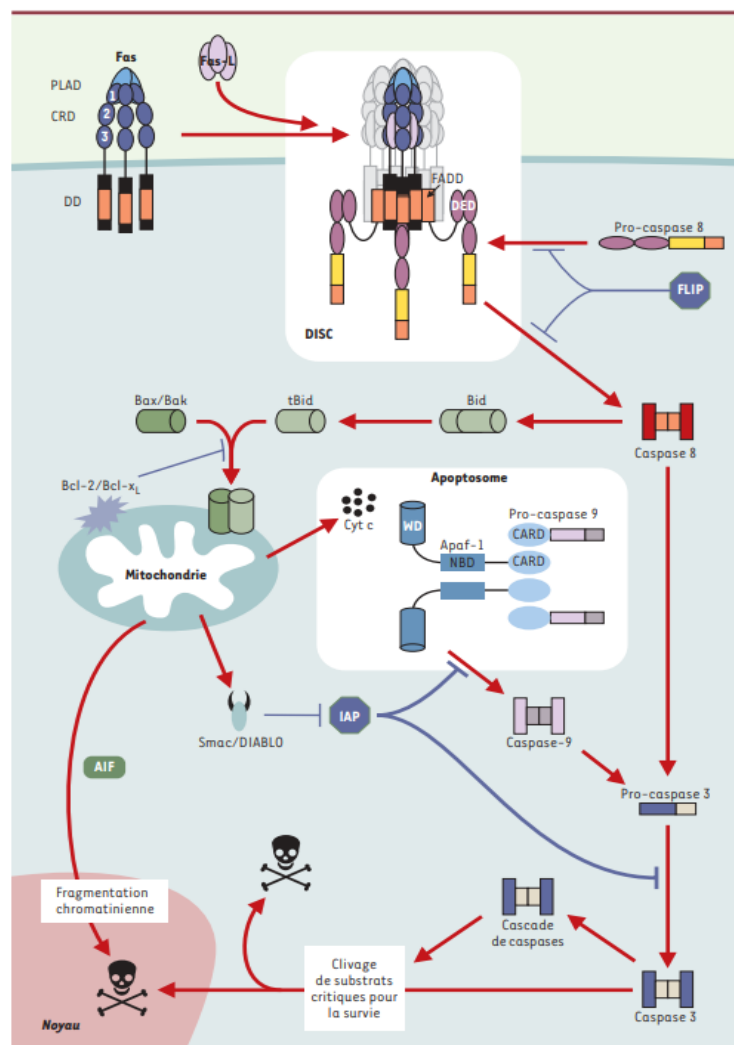 Fas
Fas-L
PLAD
1
CRD
2
3
DD
FADD
DED
DISC
Pro-caspase 8
FLIP
Bax/Bak
tBid
Bid
Caspase 8
Bcl-2/Bcl-xL
Mitochondrie
Cyt c
Apoptosome
WD
Apaf-1
NBD
Pro-caspase 9
CARD
CARD
Smac/DIABLO
IAP
Caspase-9
AIF
Pro-caspase 3
Fragmentation
chromatinienne
Cascade
de caspases
Clivage
de substrats
critiques pour
la survie
Caspase 3
Noyau